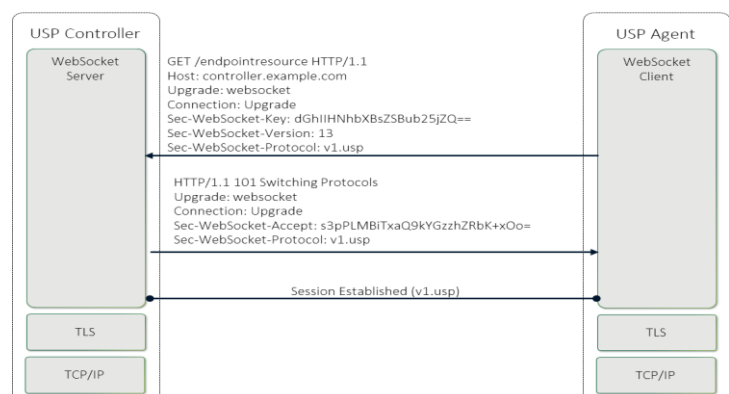 USP Controller
USP Agent
WebSocket
Server
WebSocket
Client
GET /endpointresource HTTP/1.1
Host: controller.example.com
Upgrade: websocket
Connection: Upgrade
Sec-WebSocket-Key: dGhIIHNhbXBsZSBub25jZQ==
Sec-WebSocket-Version: 13
Sec-WebSocket-Protocol: v1.usp
HTTP/1.1 101 Switching Protocols
Upgrade: websocket
Connection: Upgrade
Sec-WebSocket-Accept: s3pPLMBiTxaQ9kYGzzhZRbK+xOo=
Sec-WebSocket-Protocol: v1.usp
Session Established (v1.usp)
TLS
TLS
TCP/IP
TCP/IP